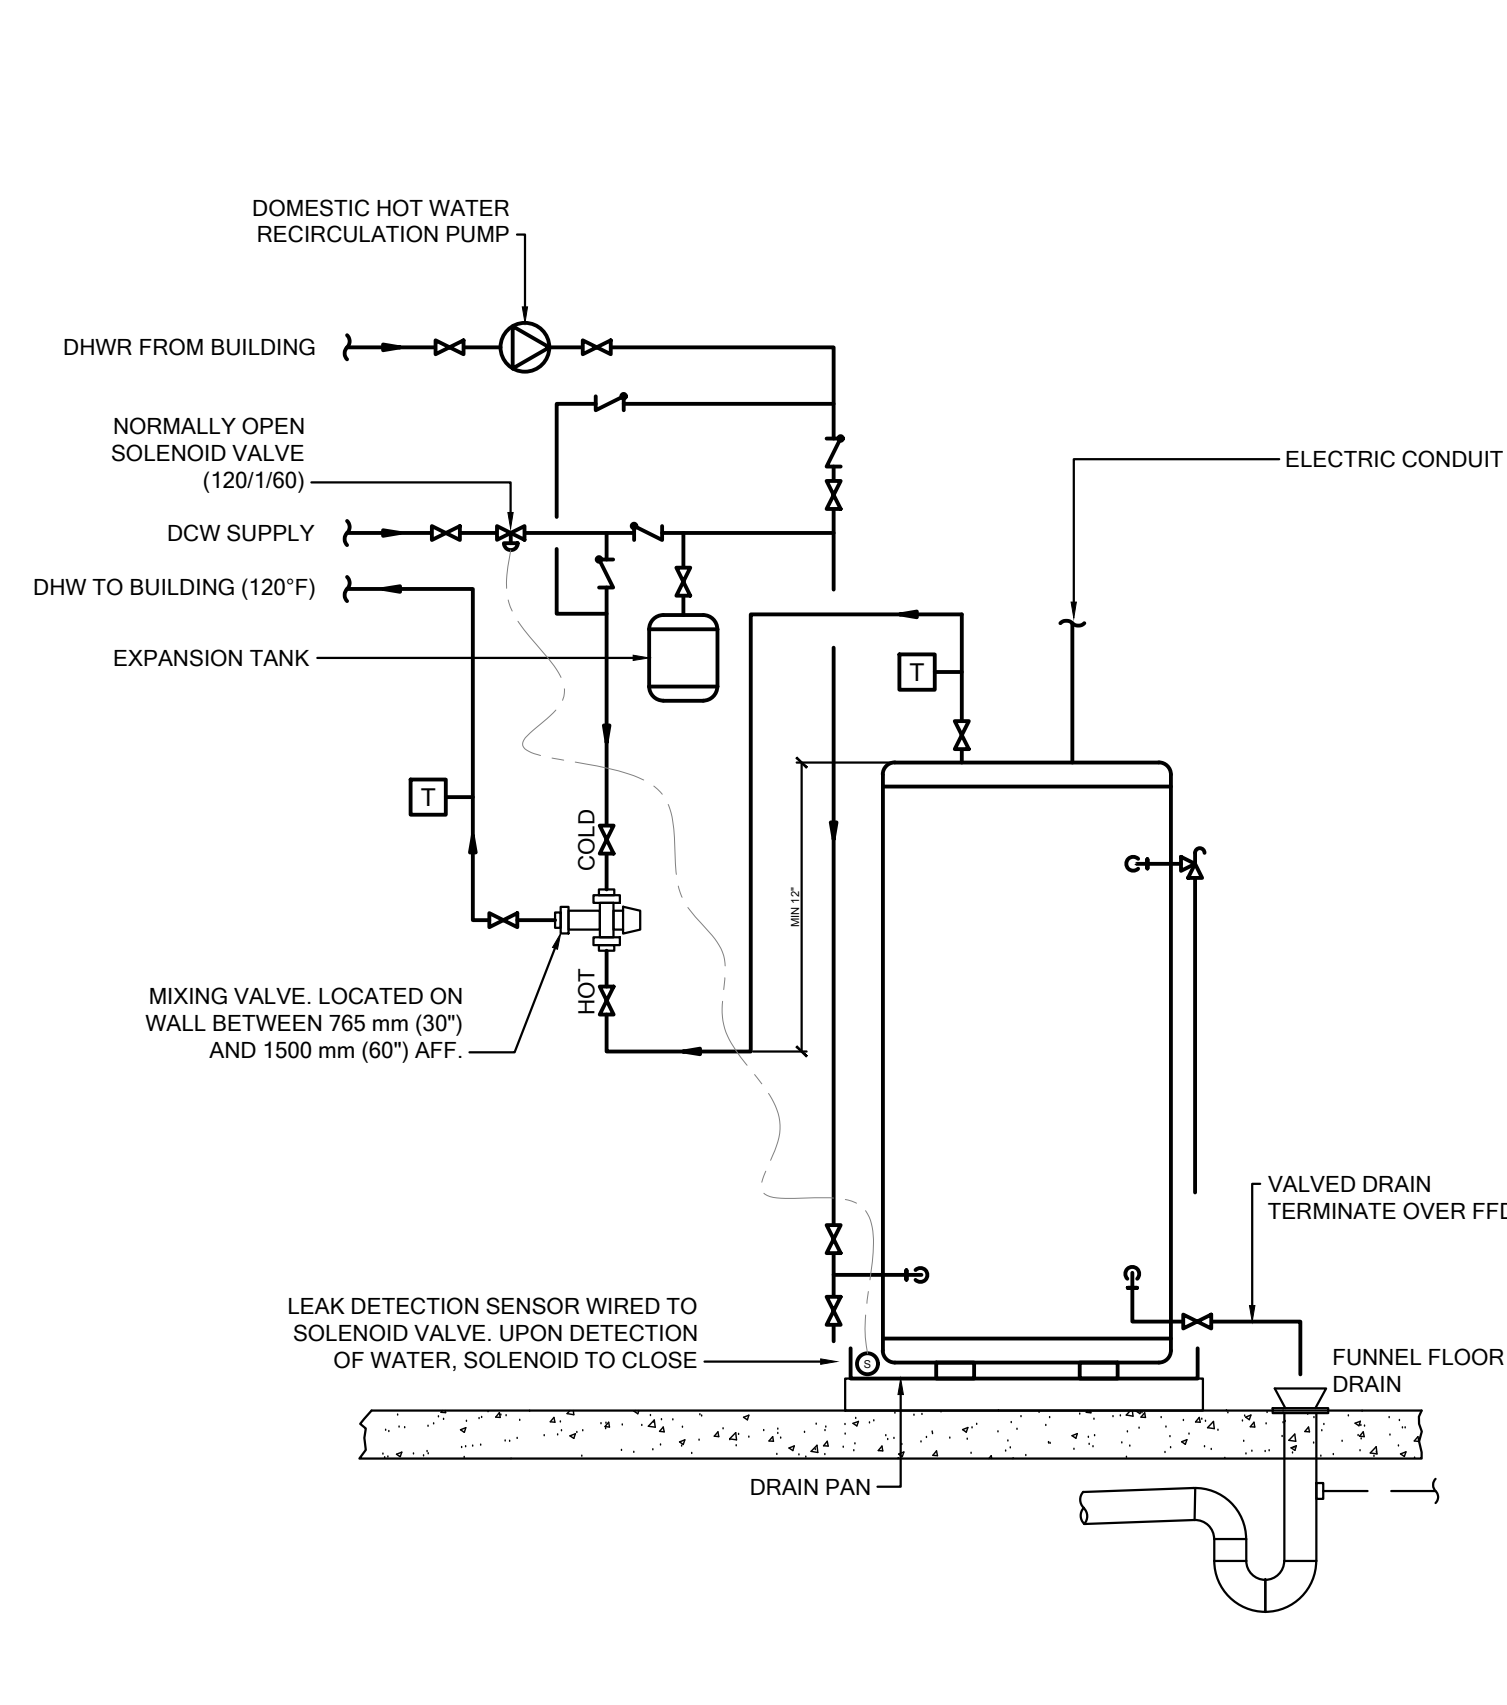 DOMESTIC HOT WATER
RECIRCULATION PUMP
DHWR FROM BUILDING
NORMALLY OPEN
SOLENOID VALVE
(120/1/60)
ELECTRIC CONDUIT
DCW SUPPLY
DHW TO BUILDING (120°F)
EXPANSION TANK
T
T
COLD
MIN 12"
HOT
MIXING VALVE. LOCATED ON
WALL BETWEEN 765 mm (30")
AND 1500 mm (60") AFF.
VALVED DRAIN
TERMINATE OVER FFD
LEAK DETECTION SENSOR WIRED TO
SOLENOID VALVE. UPON DETECTION
OF WATER, SOLENOID TO CLOSE
S
FUNNEL FLOOR
DRAIN
DRAIN PAN